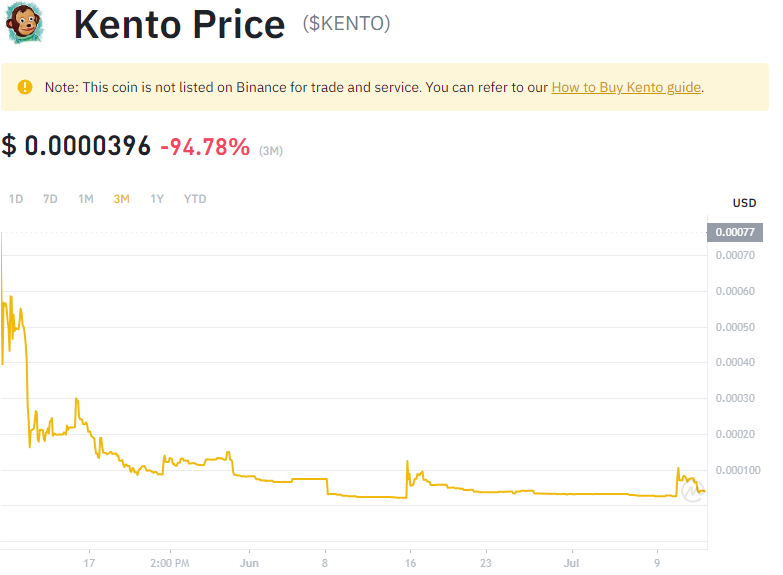 Kento Price ($KENTO)
Note: This coin is not listed on Binance for trade and service. You can refer to our How to Buy Kento guide.
$ 0.0000396 -94.78% (3M)
1D 7D 1M 3M 1Y YTD
USD
0.00077
0.00070
0.00060
0.00050
0.00040
0.00030
0.00020
0.000100
17 2:00 PM Jun 8 16 23 Jul 9